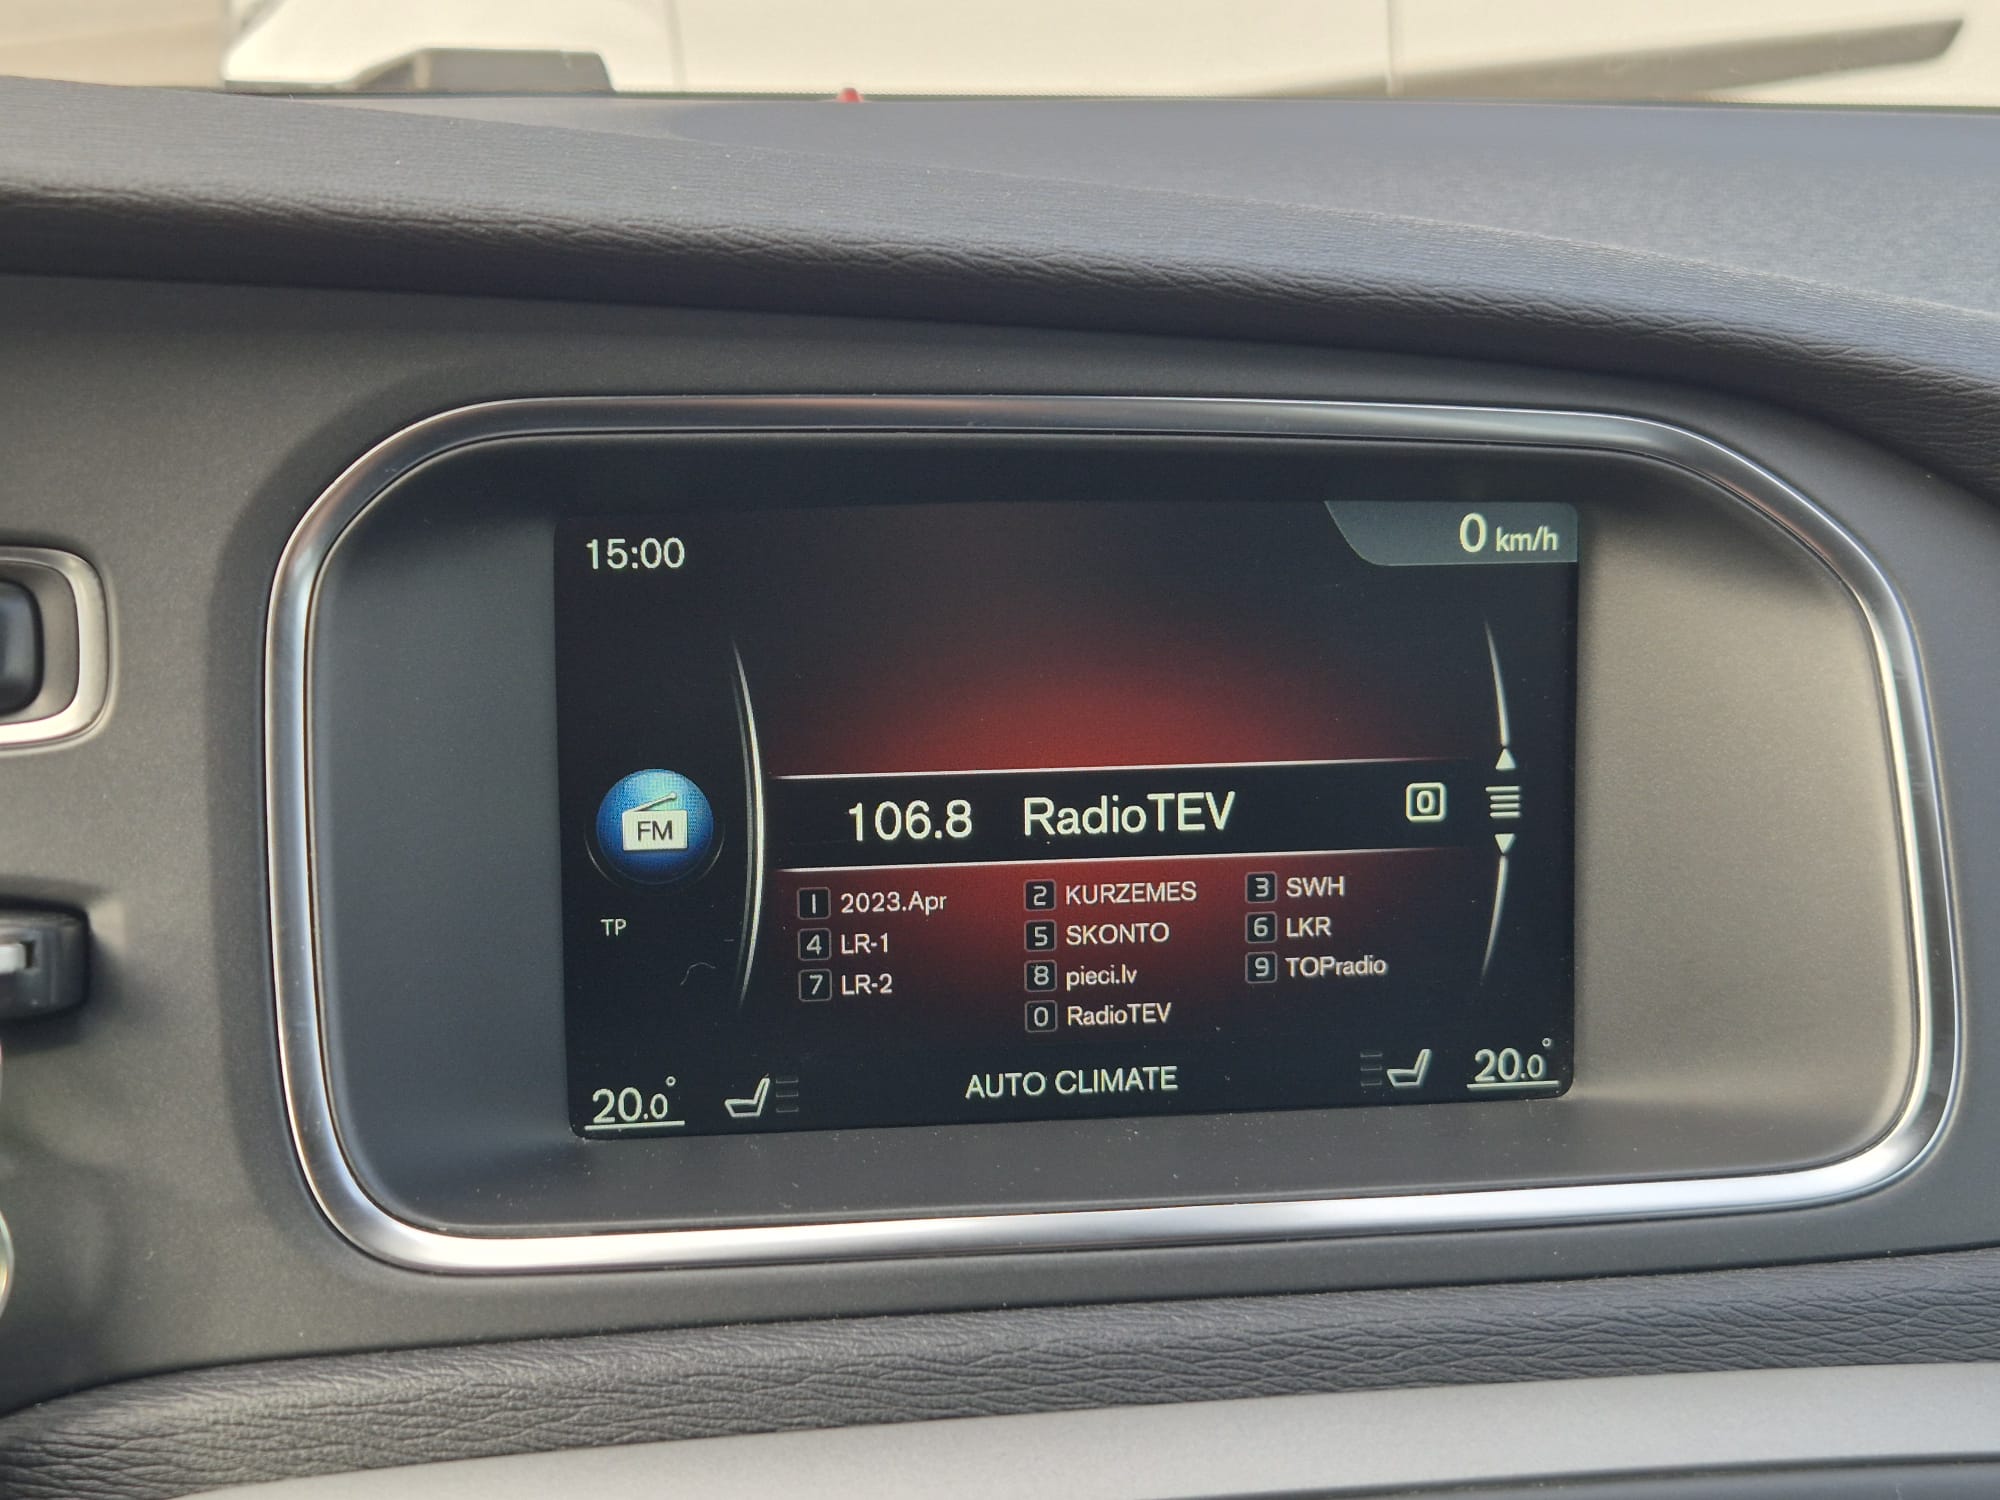 15:00
0 km/h
FM
106.8 RadioTEV 0
TP
1 2023.Apr 2 KURZEMES 3 SWH
4 LR-1 5 SKONTO 6 LKR
7 LR-2 8 pieci.lv 9 TOPradio
0 RadioTEV
20.0° AUTO CLIMATE 20.0°